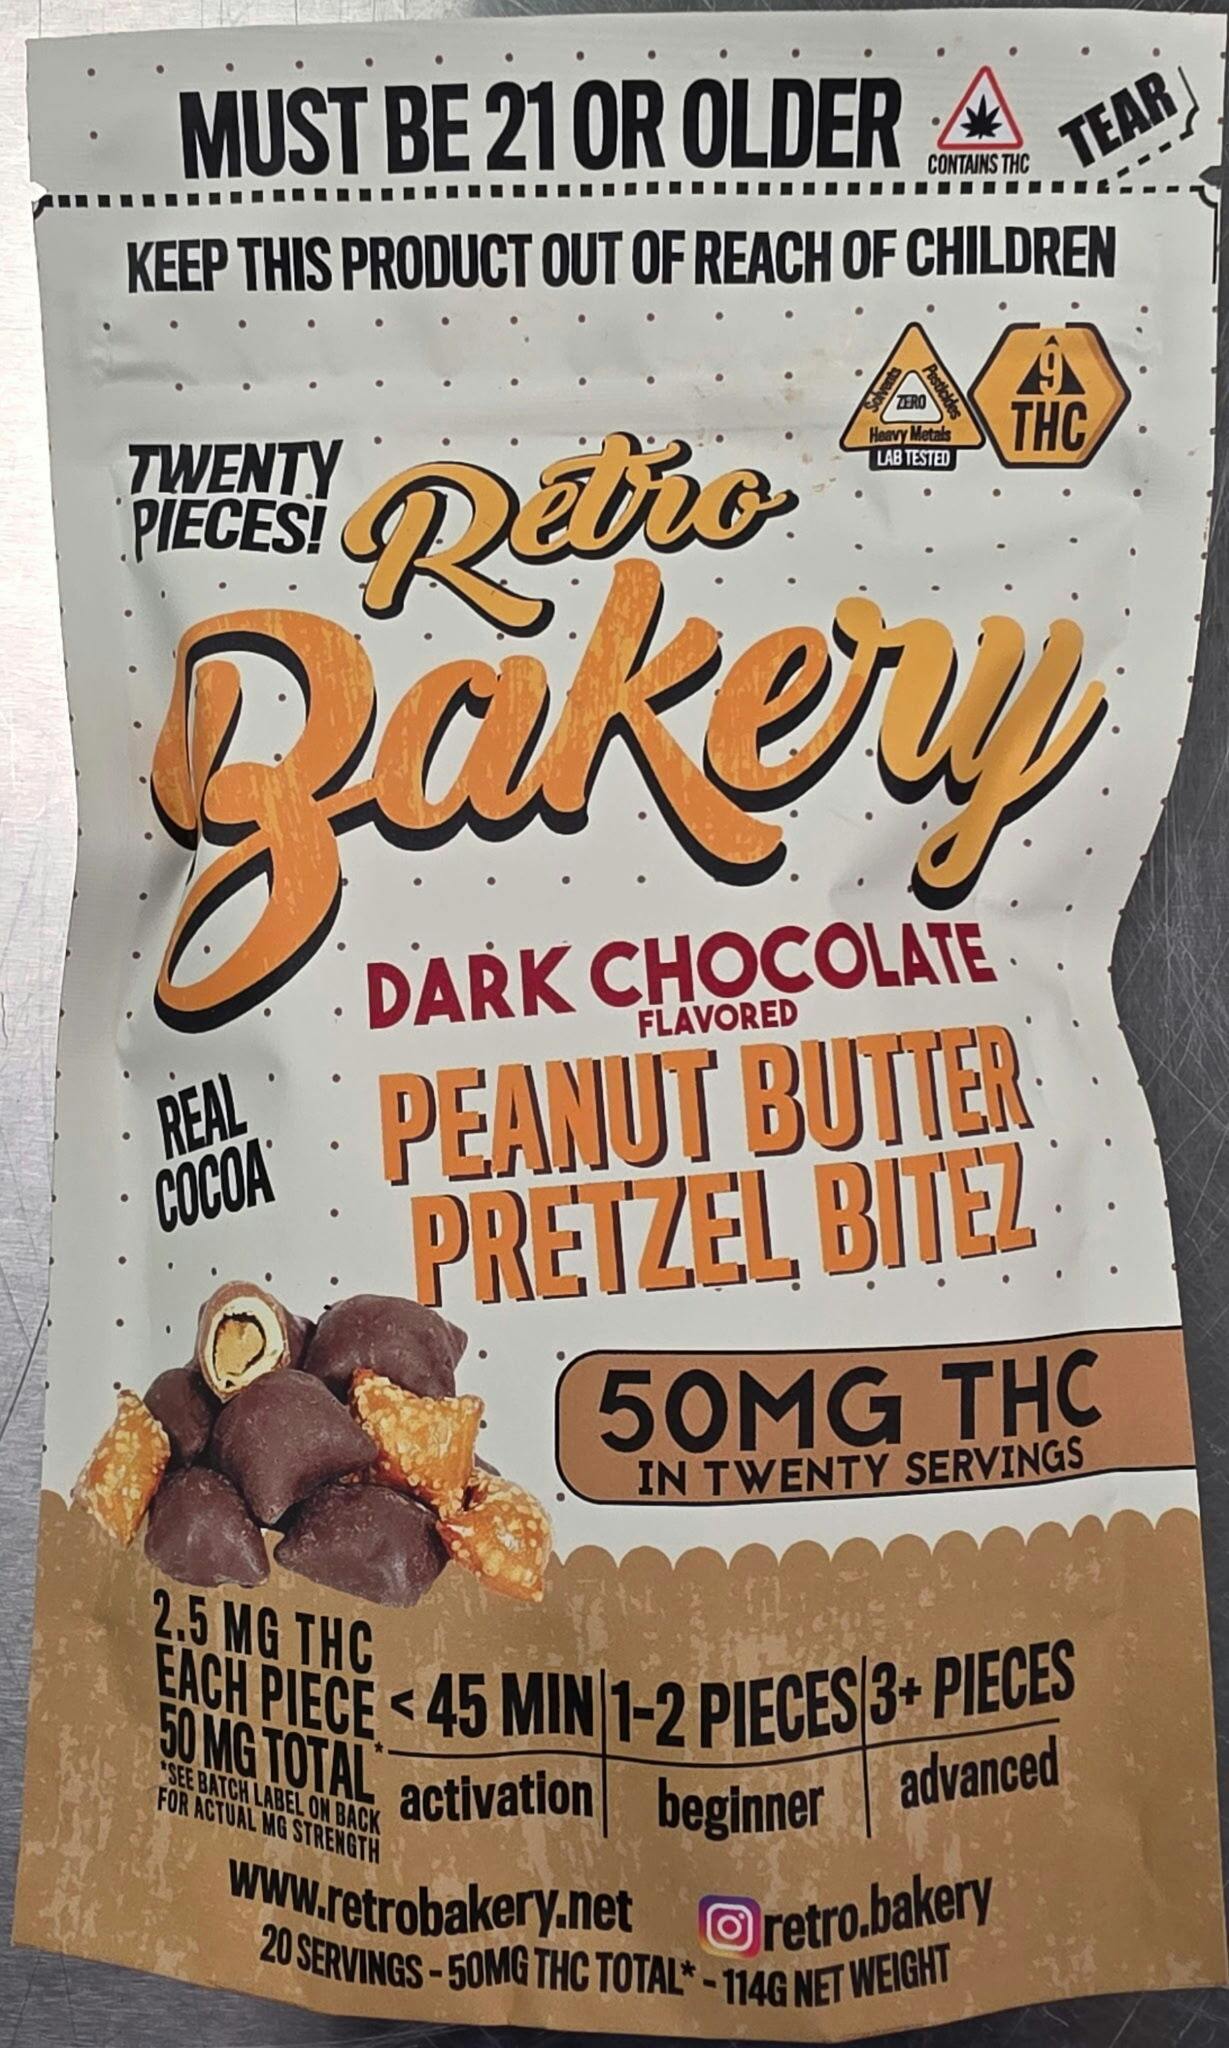 MUST BE 21 OR OLDER
CONTAINS THC
TEAR
KEEP THIS PRODUCT OUT OF REACH OF CHILDREN
Solvents
Pesticides
ZERO
Heavy Metals
LAB TESTED
9
THC
TWENTY
PIECES!
Retro
Bakery
DARK CHOCOLATE
FLAVORED
PEANUT BUTTER
PRETZEL BITEZ
REAL
COCOA
50MG THC
IN TWENTY SERVINGS
2.5 MG THC
EACH PIECE
50 MG TOTAL*
*SEE BATCH LABEL ON BACK
FOR ACTUAL MG STRENGTH
< 45 MIN
activation
1-2 PIECES
beginner
3+ PIECES
advanced
www.retrobakery.net
retro.bakery
20 SERVINGS - 50MG THC TOTAL* - 114G NET WEIGHT